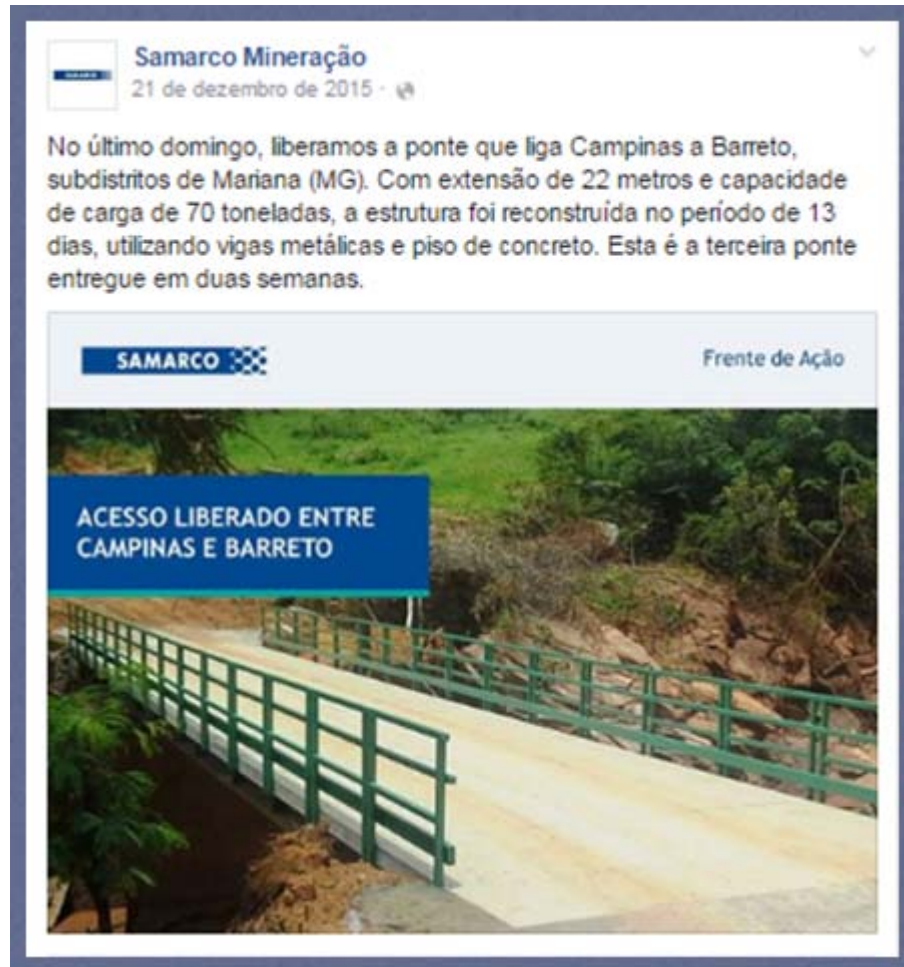 Samarco Mineração
21 de dezembro de 2015 ·
No último domingo, liberamos a ponte que liga Campinas a Barreto,
subdistritos de Mariana (MG). Com extensão de 22 metros e capacidade
de carga de 70 toneladas, a estrutura foi reconstruída no período de 13
dias, utilizando vigas metálicas e piso de concreto. Esta é a terceira ponte
entregue em duas semanas.
SAMARCO
Frente de Ação
ACESSO LIBERADO ENTRE
CAMPINAS E BARRETO